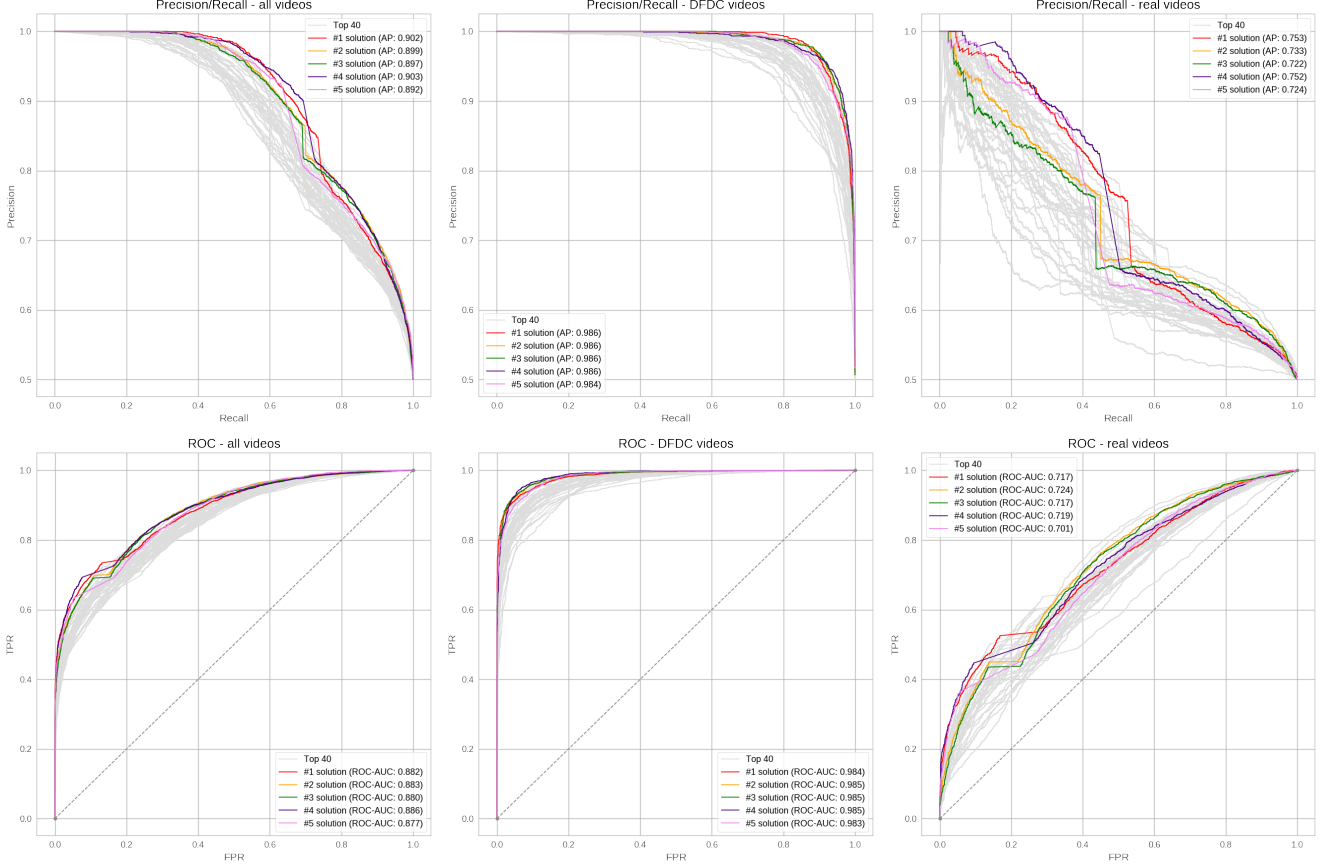 Precision/Recall - all videos
Top 40
#1 solution (AP: 0.902)
#2 solution (AP: 0.899)
#3 solution (AP: 0.897)
#4 solution (AP: 0.903)
#5 solution (AP: 0.892)
1.0
0.9
0.8
0.7
0.6
0.5
Precision
0.0 0.2 0.4 0.6 0.8 1.0
Recall
Precision/Recall - DFDC videos
1.0
0.9
0.8
0.7
0.6
0.5
Precision
Top 40
#1 solution (AP: 0.986)
#2 solution (AP: 0.986)
#3 solution (AP: 0.986)
#4 solution (AP: 0.986)
#5 solution (AP: 0.984)
0.0 0.2 0.4 0.6 0.8 1.0
Recall
Precision/Recall - real videos
Top 40
#1 solution (AP: 0.753)
#2 solution (AP: 0.733)
#3 solution (AP: 0.722)
#4 solution (AP: 0.752)
#5 solution (AP: 0.724)
1.0
0.9
0.8
0.7
0.6
0.5
Precision
0.0 0.2 0.4 0.6 0.8 1.0
Recall
ROC - all videos
1.0
0.8
0.6
0.4
0.2
0.0
TPR
Top 40
#1 solution (ROC-AUC: 0.882)
#2 solution (ROC-AUC: 0.883)
#3 solution (ROC-AUC: 0.880)
#4 solution (ROC-AUC: 0.886)
#5 solution (ROC-AUC: 0.877)
0.0 0.2 0.4 0.6 0.8 1.0
FPR
ROC - DFDC videos
1.0
0.8
0.6
0.4
0.2
0.0
TPR
Top 40
#1 solution (ROC-AUC: 0.984)
#2 solution (ROC-AUC: 0.985)
#3 solution (ROC-AUC: 0.985)
#4 solution (ROC-AUC: 0.985)
#5 solution (ROC-AUC: 0.983)
0.0 0.2 0.4 0.6 0.8 1.0
FPR
ROC - real videos
Top 40
#1 solution (ROC-AUC: 0.717)
#2 solution (ROC-AUC: 0.724)
#3 solution (ROC-AUC: 0.717)
#4 solution (ROC-AUC: 0.719)
#5 solution (ROC-AUC: 0.701)
1.0
0.8
0.6
0.4
0.2
0.0
TPR
0.0 0.2 0.4 0.6 0.8 1.0
FPR